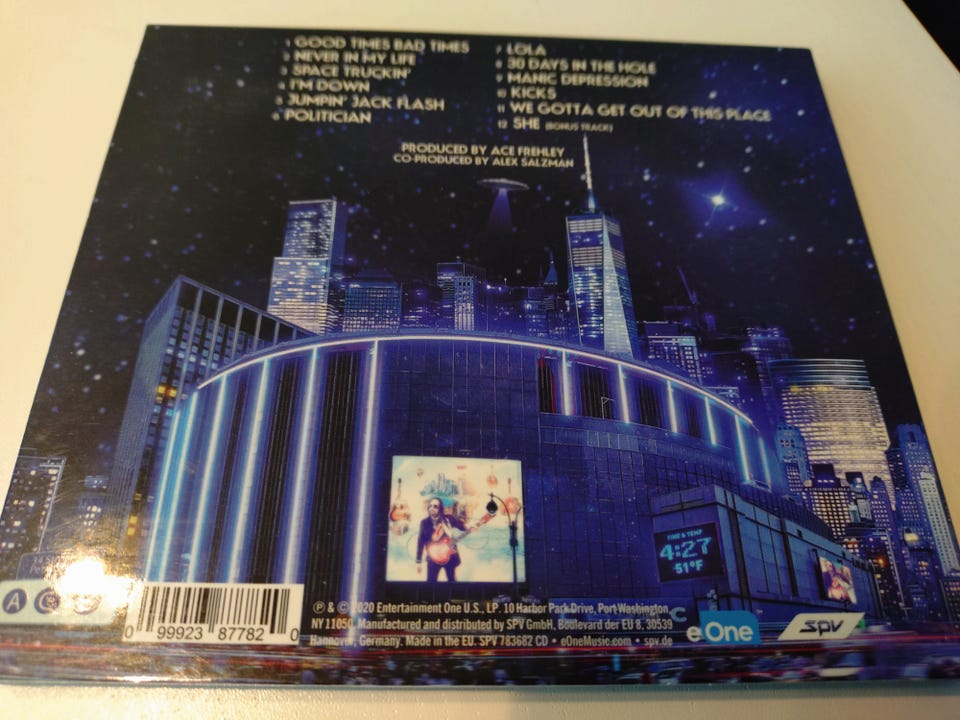 1 GOOD TIMES BAD TIMES
2 NEVER IN MY LIFE
3 SPACE TRUCKIN'
4 I'M DOWN
5 JUMPIN' JACK FLASH
6 POLITICIAN
7 LOLA
8 30 DAYS IN THE HOLE
9 MANIC DEPRESSION
10 KICKS
11 WE GOTTA GET OUT OF THIS PLACE
12 SHE (BONUS TRACK)
PRODUCED BY ACE FREHLEY
CO-PRODUCED BY ALEX SALZMAN
TIME & TEMP
4:27
51°F
A C
0 99923 87782 0
℗ & © 2020 Entertainment One U.S., LP. 10 Harbor Park Drive, Port Washington,
NY 11050. Manufactured and distributed by SPV GmbH, Boulevard der EU 8, 30539
Hannover, Germany. Made in the EU. SPV 783682 CD • eOneMusic.com • spv.de
eOne
spv